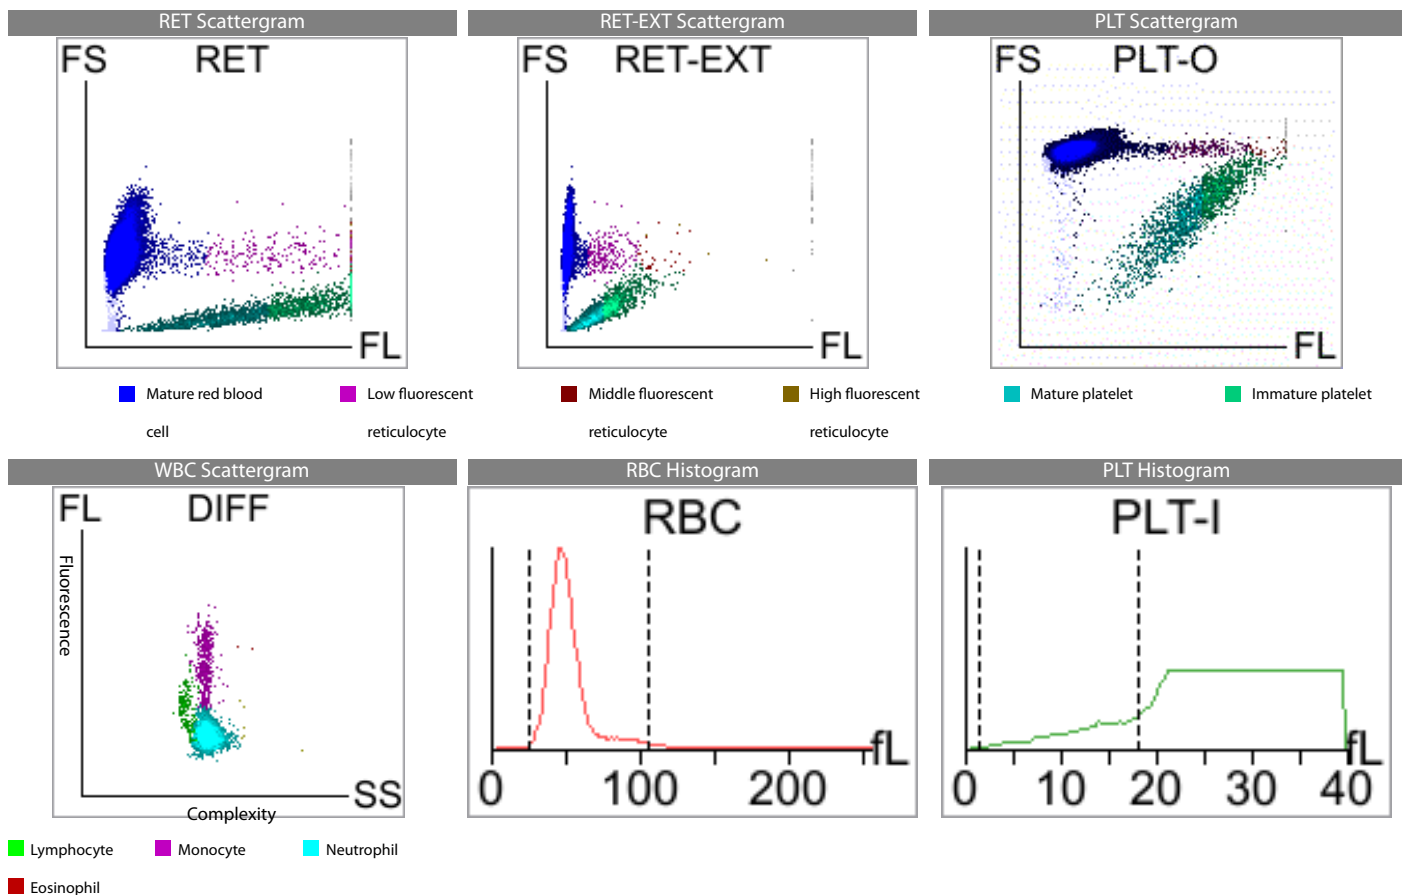 RET Scattergram
RET-EXT Scattergram
PLT Scattergram
FS RET
FL
FS RET-EXT
FL
FS PLT-O
FL
Mature red blood
cell
Low fluorescent
reticulocyte
Middle fluorescent
reticulocyte
High fluorescent
reticulocyte
Mature platelet
Immature platelet
WBC Scattergram
RBC Histogram
PLT Histogram
FL DIFF
Fluorescence
SS
Complexity
RBC
fL
0 100 200
PLT-I
fL
0 10 20 30 40
Lymphocyte
Monocyte
Neutrophil
Eosinophil